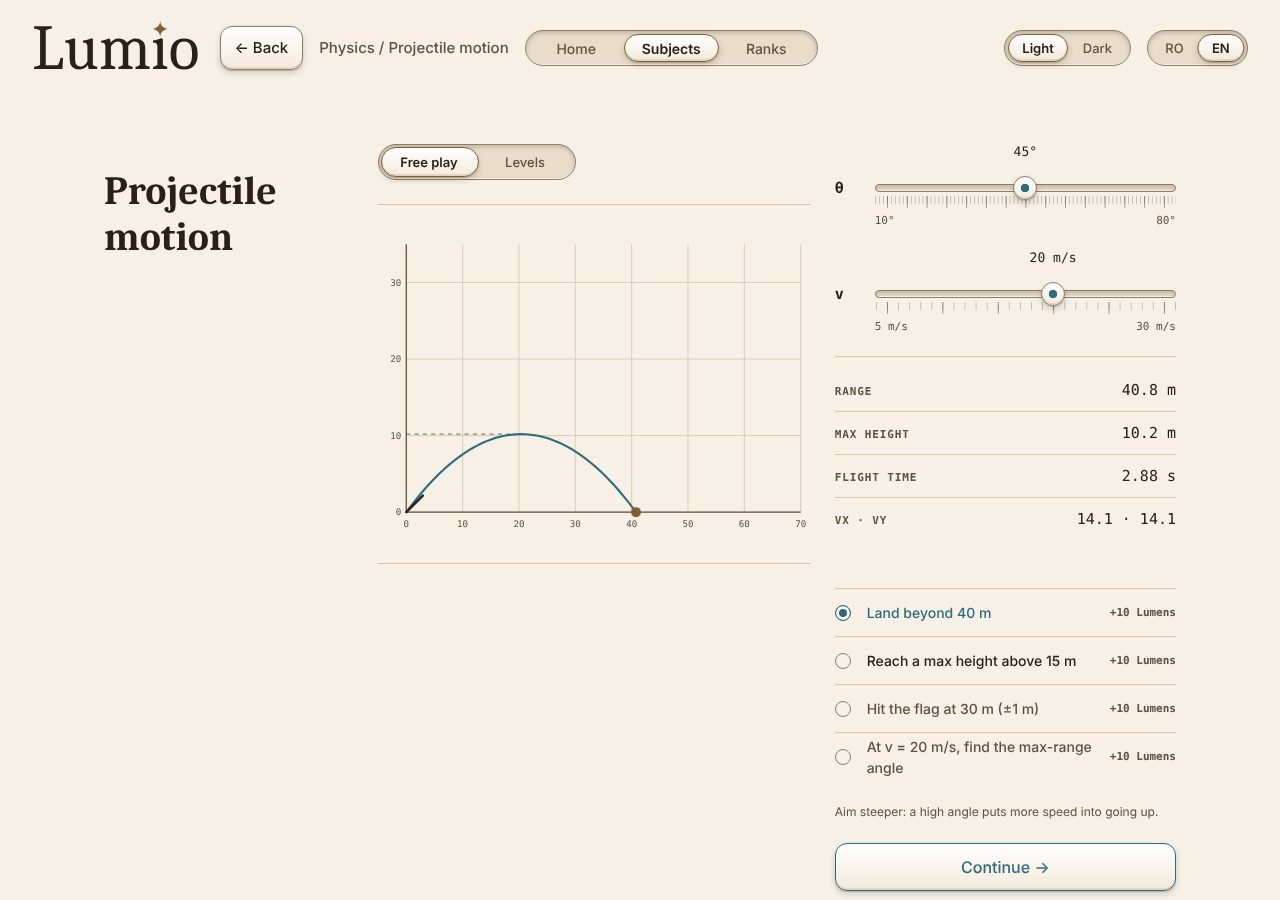 Lumio
← Back
Physics / Projectile motion
Home
Subjects
Ranks
Light
Dark
RO
EN
Projectile
motion
Free play
Levels
30
20
10
0
0 10 20 30 40 50 60 70
45°
θ
10° 80°
20 m/s
v
5 m/s 30 m/s
RANGE 40.8 m
MAX HEIGHT 10.2 m
FLIGHT TIME 2.88 s
VX · VY 14.1 · 14.1
Land beyond 40 m +10 Lumens
Reach a max height above 15 m +10 Lumens
Hit the flag at 30 m (±1 m) +10 Lumens
At v = 20 m/s, find the max-range
angle
+10 Lumens
Aim steeper: a high angle puts more speed into going up.
Continue →